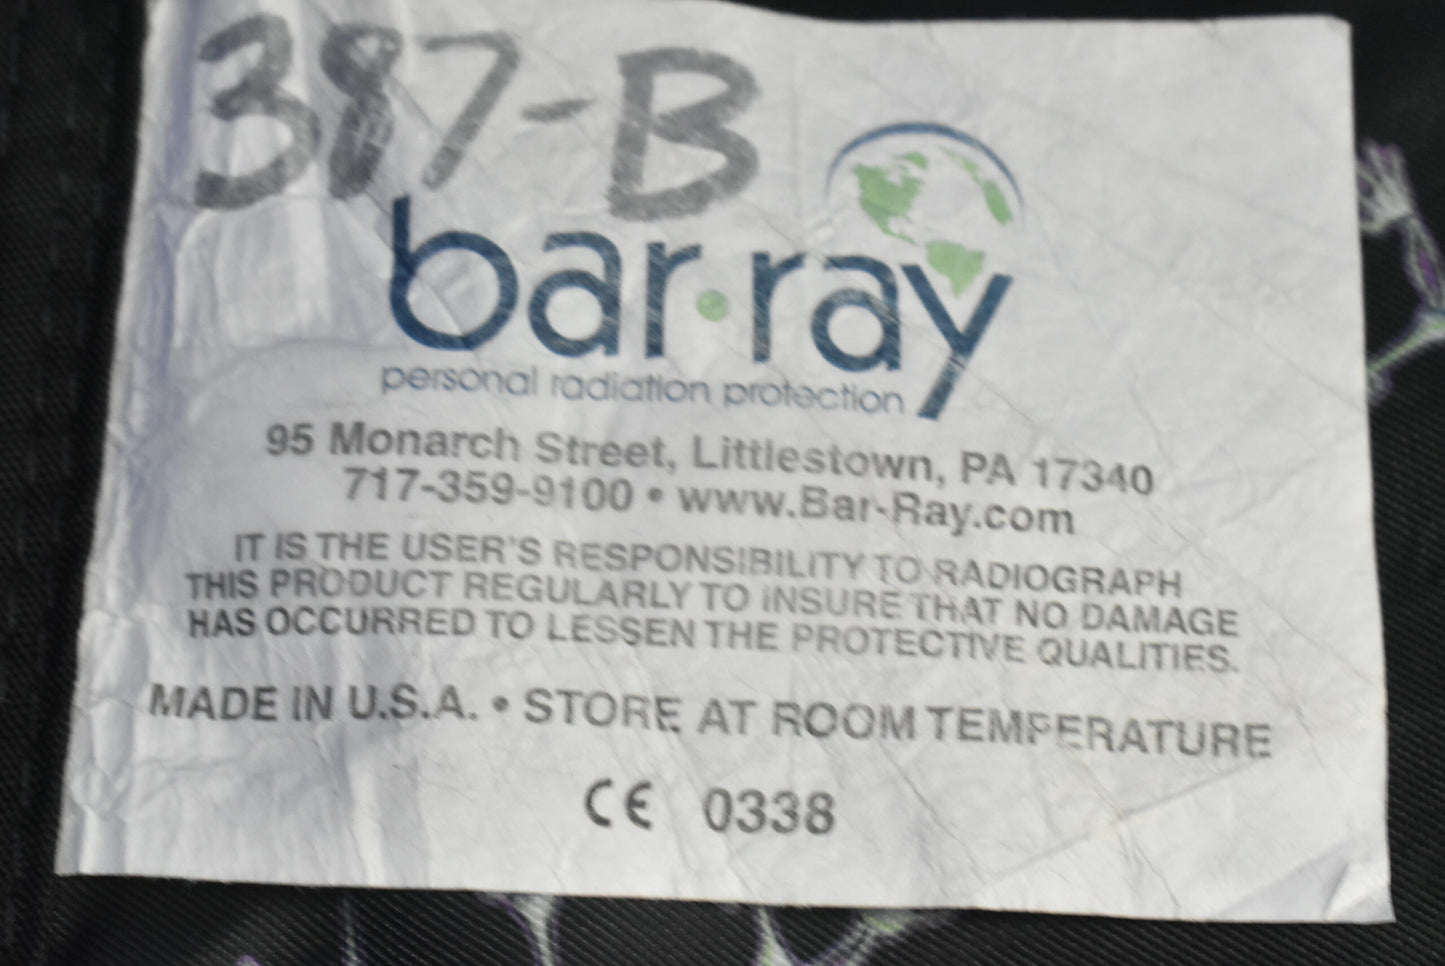 387-B
bar·ray
personal radiation protection
95 Monarch Street, Littlestown, PA 17340
717-359-9100 • www.Bar-Ray.com
IT IS THE USER'S RESPONSIBILITY TO RADIOGRAPH
THIS PRODUCT REGULARLY TO INSURE THAT NO DAMAGE
HAS OCCURRED TO LESSEN THE PROTECTIVE QUALITIES.
MADE IN U.S.A. • STORE AT ROOM TEMPERATURE
CE 0338